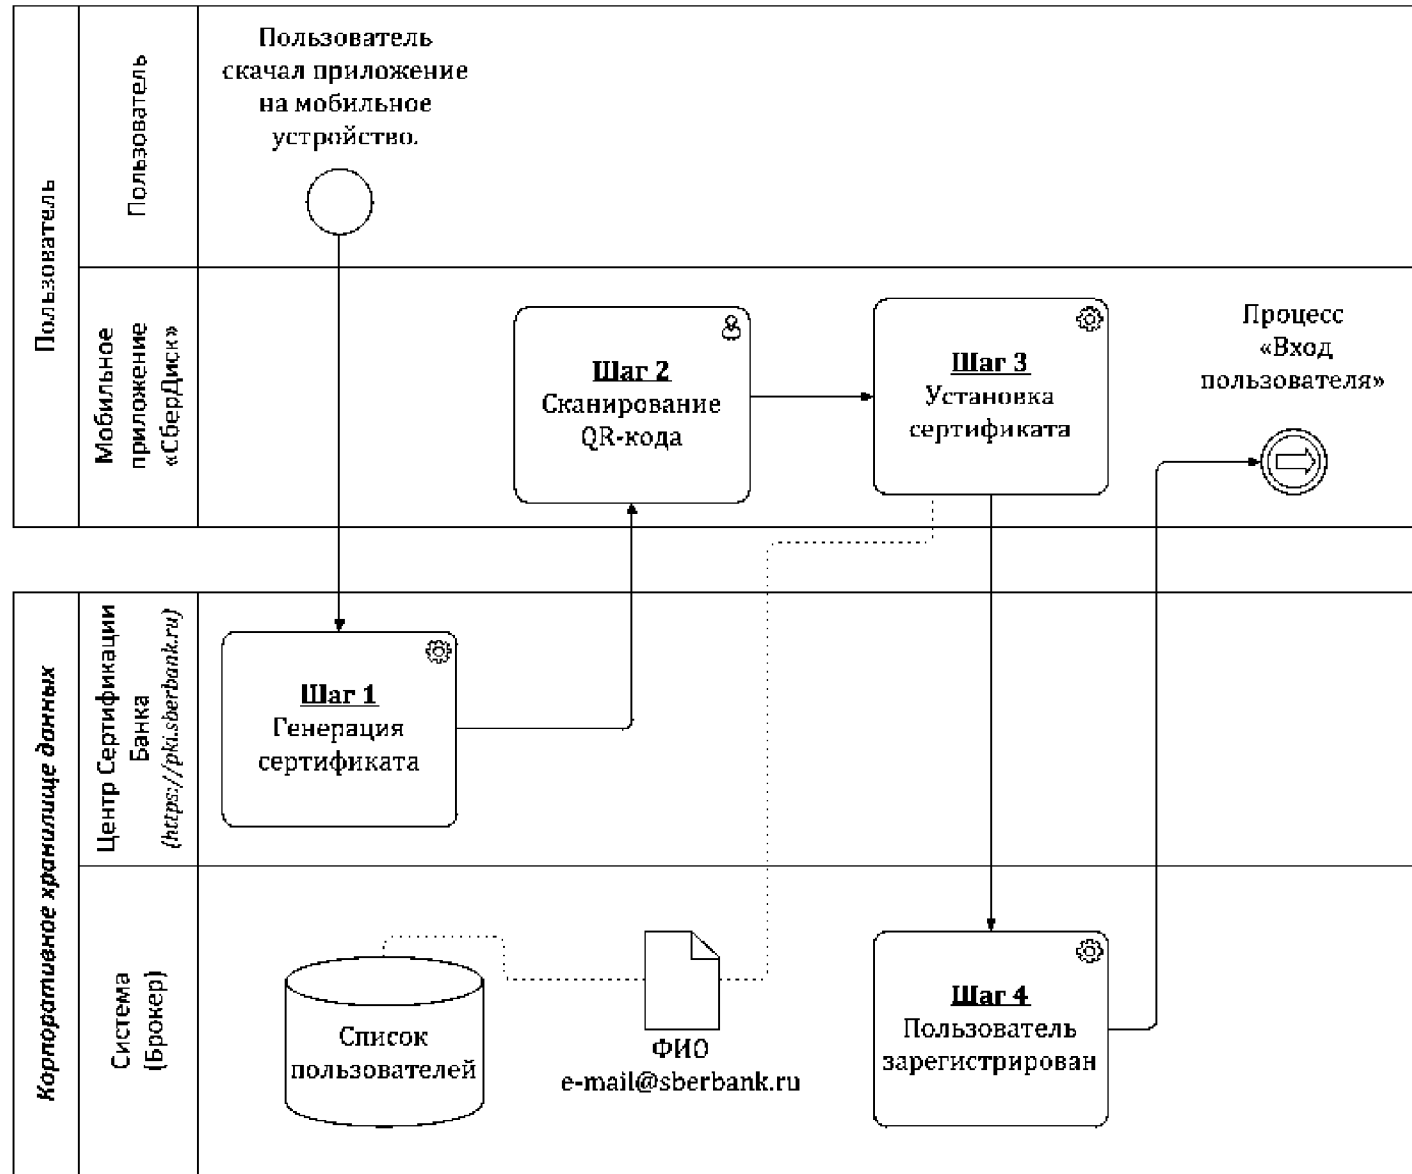 Пользователь
Пользователь
Пользователь
скачал приложение
на мобильное
устройство.
Мобильное
приложение
«СберДиск»
Шаг 2
Сканирование
QR-кода
Шаг 3
Установка
сертификата
Процесс
«Вход
пользователя»
Корпоративное хранилище данных
Центр Сертификации
Банка
(https://pki.sberbank.ru)
Шаг 1
Генерация
сертификата
Система
(Брокер)
Список
пользователей
ФИО
e-mail@sberbank.ru
Шаг 4
Пользователь
зарегистрирован